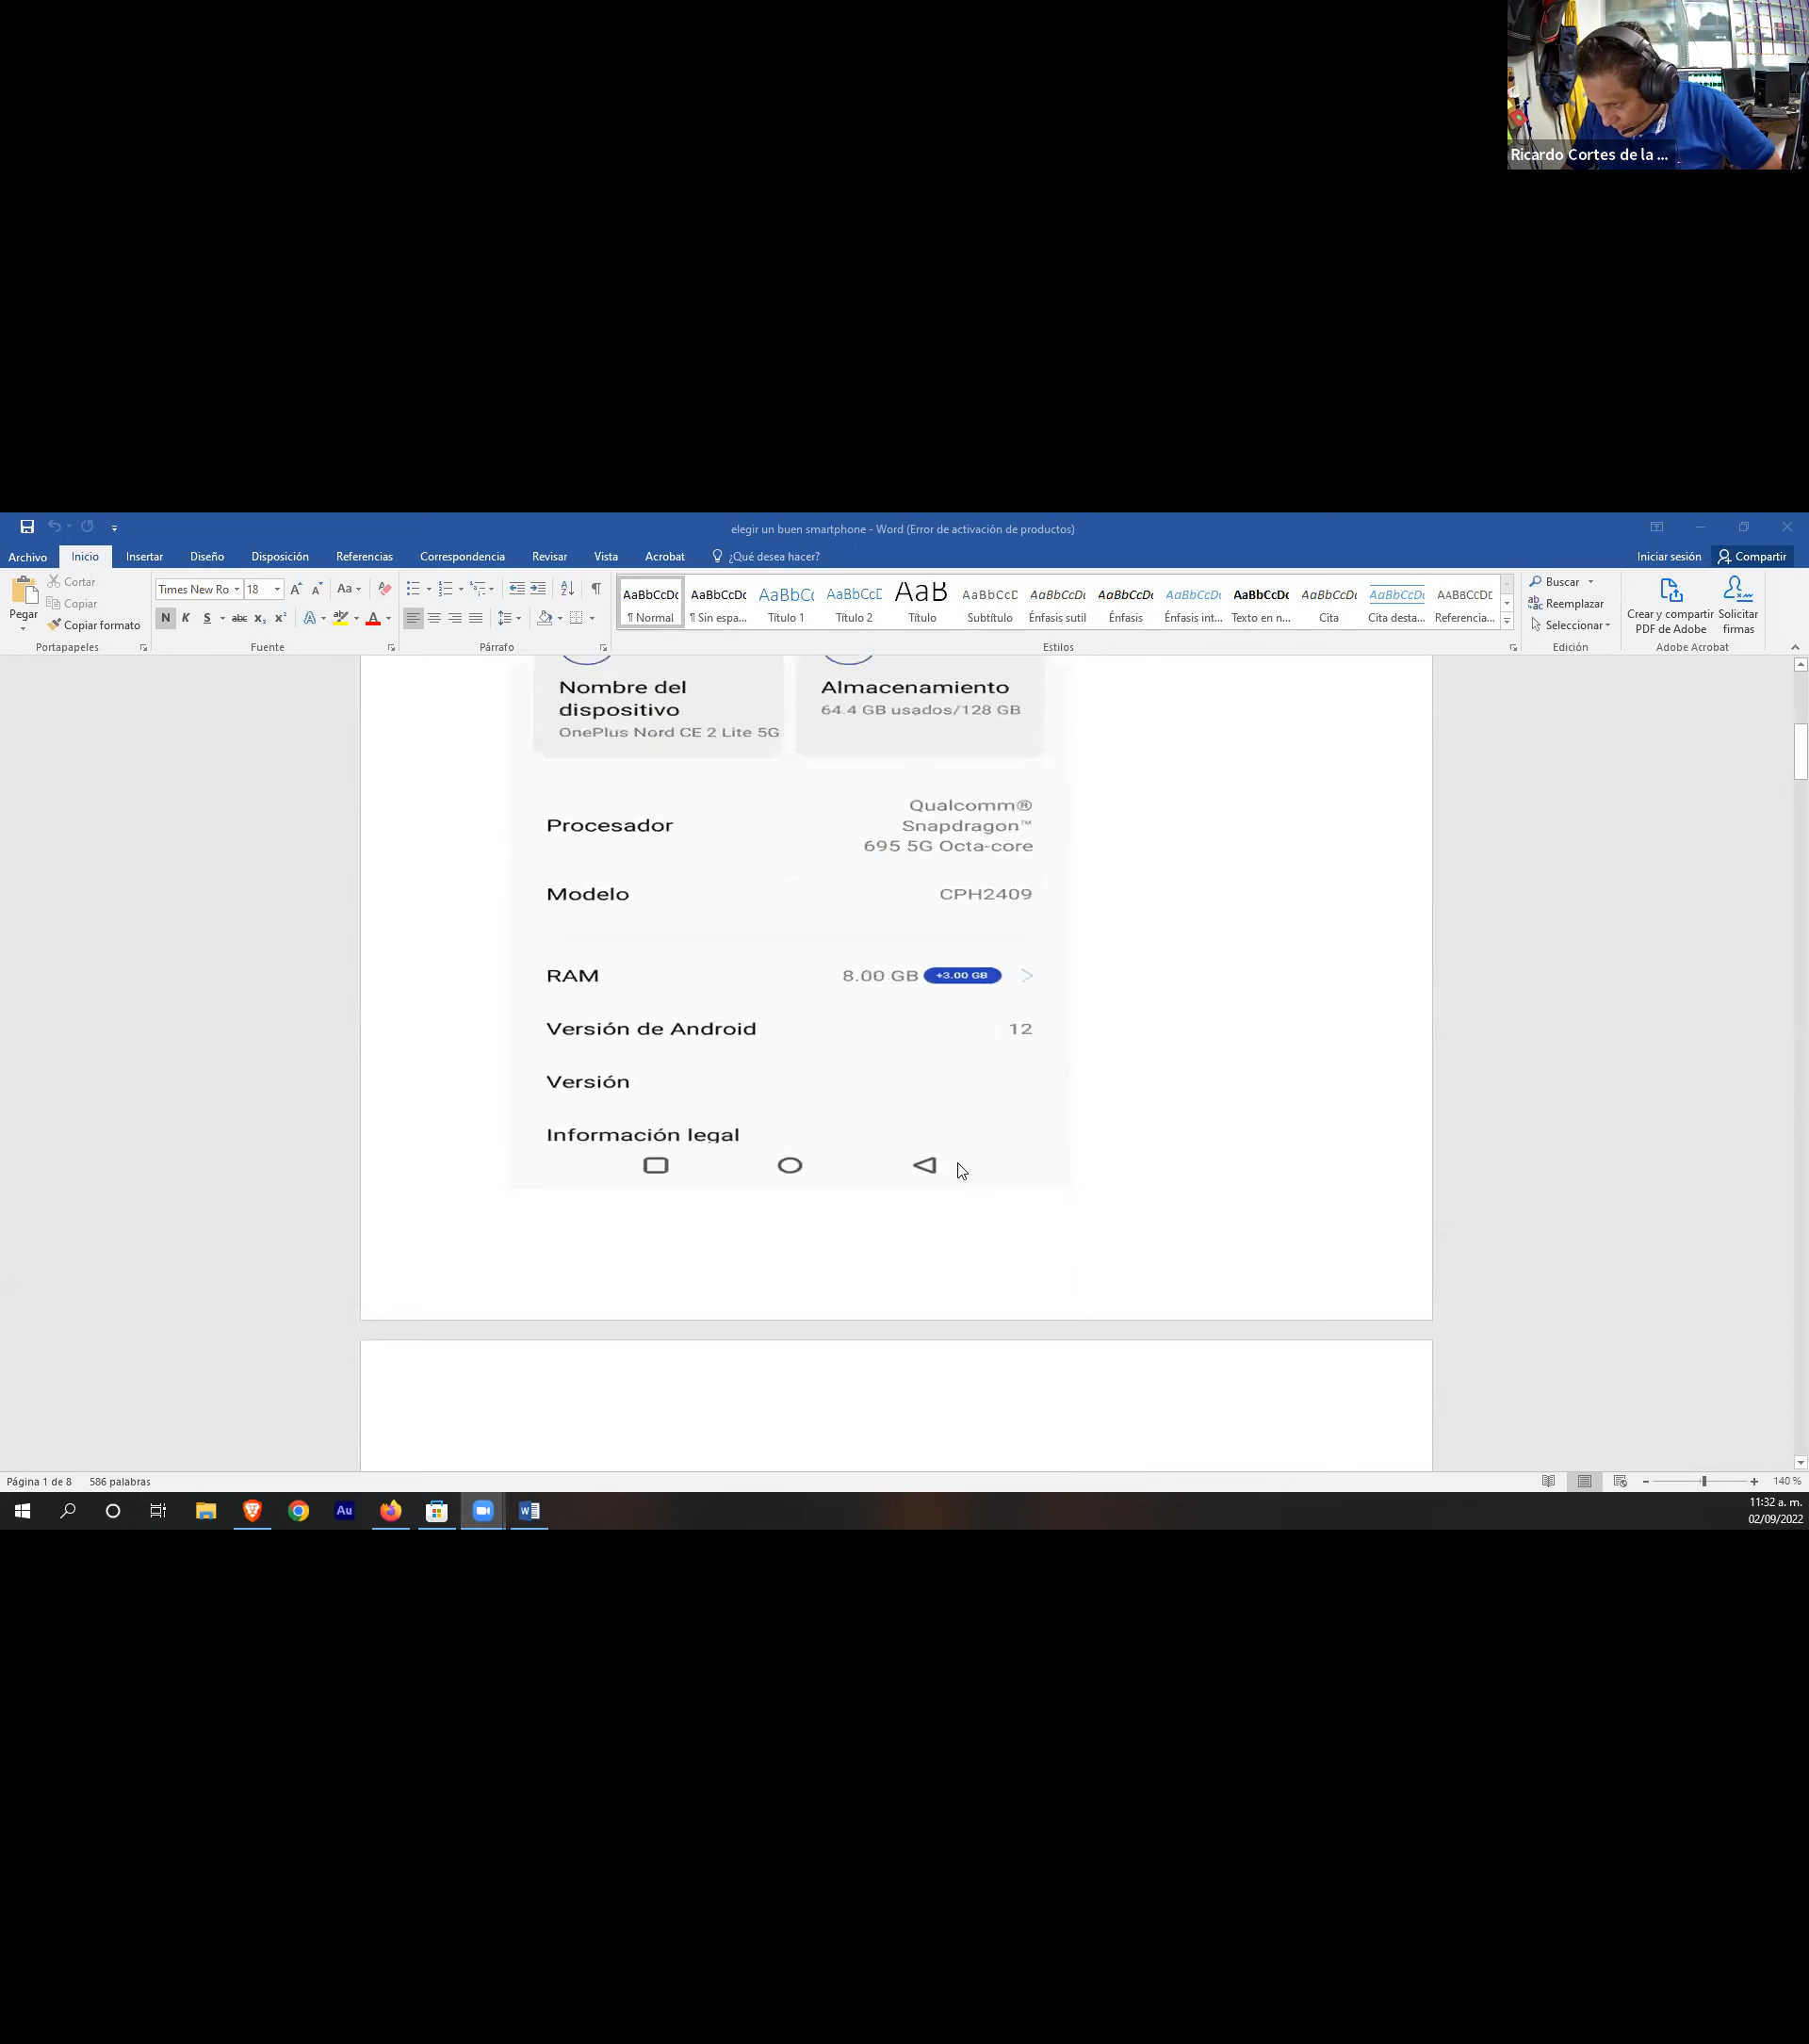 Ricardo Cortes de la ...
elegir un buen smartphone - Word (Error de activación de productos)
Archivo Inicio Insertar Diseño Disposición Referencias Correspondencia Revisar Vista Acrobat ¿Qué desea hacer? Iniciar sesión Compartir
Pegar
Cortar
Copiar
Copiar formato
Portapapeles
Times New Ro 18
Aa
N K S abc x₂ x² A A
Fuente
Párrafo
AaBbCcDc AaBbCcDc AaBbCc AaBbCcD AaB AaBbCcD AaBbCcDc AaBbCcDc AaBbCcDc AaBbCcDc AaBbCcDc AaBbCcDc AABBCCDD
¶ Normal ¶ Sin espa... Título 1 Título 2 Título Subtítulo Énfasis sutil Énfasis Énfasis int... Texto en n... Cita Cita desta... Referencia...
Estilos
Buscar
Reemplazar
Seleccionar
Edición
Crear y compartir
PDF de Adobe
Solicitar
firmas
Adobe Acrobat
Nombre del
dispositivo
OnePlus Nord CE 2 Lite 5G
Almacenamiento
64.4 GB usados/128 GB
Procesador
Qualcomm®
Snapdragon™
695 5G Octa-core
Modelo CPH2409
RAM 8.00 GB +3.00 GB
Versión de Android 12
Versión
Información legal
Página 1 de 8 586 palabras 140 %
Au
11:32 a. m.
02/09/2022